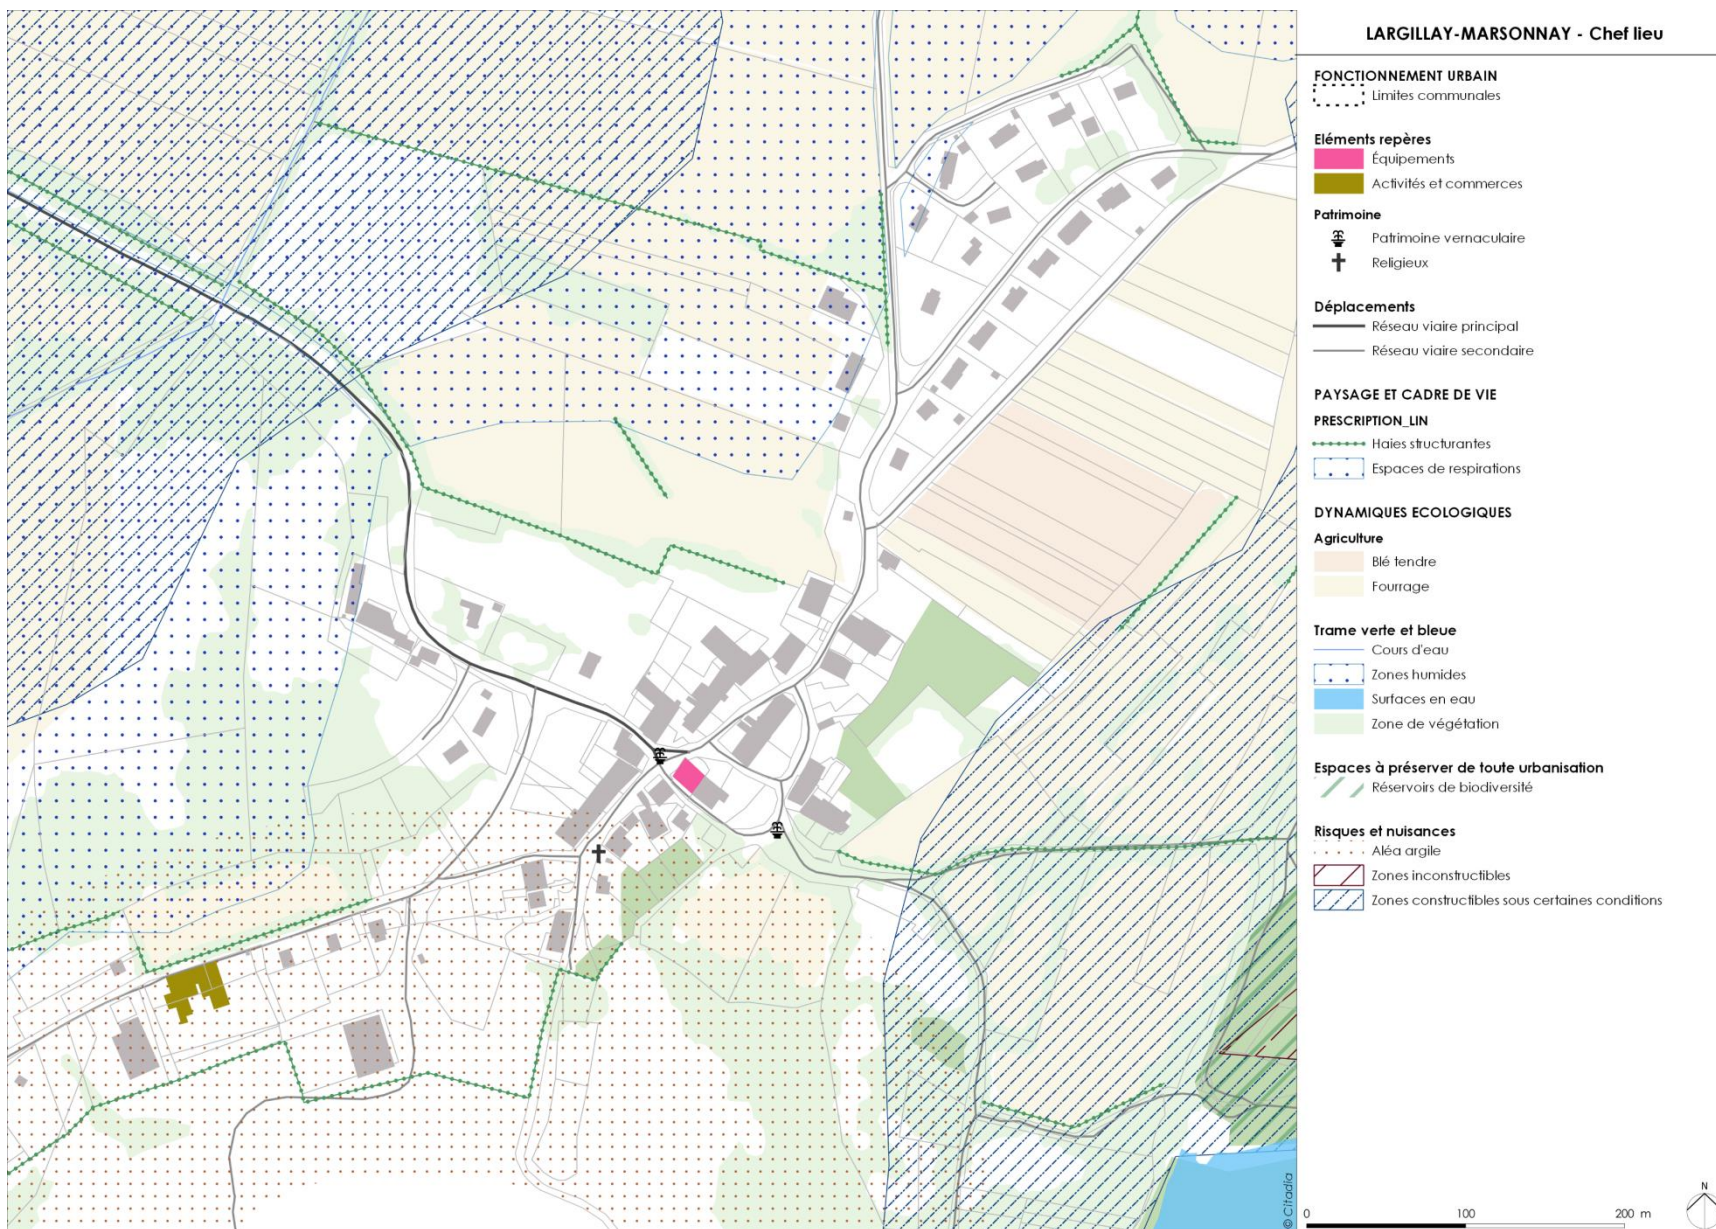 LARGILLAY-MARSONNAY - Chef lieu
FONCTIONNEMENT URBAIN
Limites communales
Eléments repères
Équipements
Activités et commerces
Patrimoine
Patrimoine vernaculaire
Religieux
Déplacements
Réseau viaire principal
Réseau viaire secondaire
PAYSAGE ET CADRE DE VIE
PRESCRIPTION_LIN
Haies structurantes
Espaces de respirations
DYNAMIQUES ECOLOGIQUES
Agriculture
Blé tendre
Fourrage
Trame verte et bleue
Cours d'eau
Zones humides
Surfaces en eau
Zone de végétation
Espaces à préserver de toute urbanisation
Réservoirs de biodiversité
Risques et nuisances
Aléa argile
Zones inconstructibles
Zones constructibles sous certaines conditions
© Citadia
N
0 100 200 m